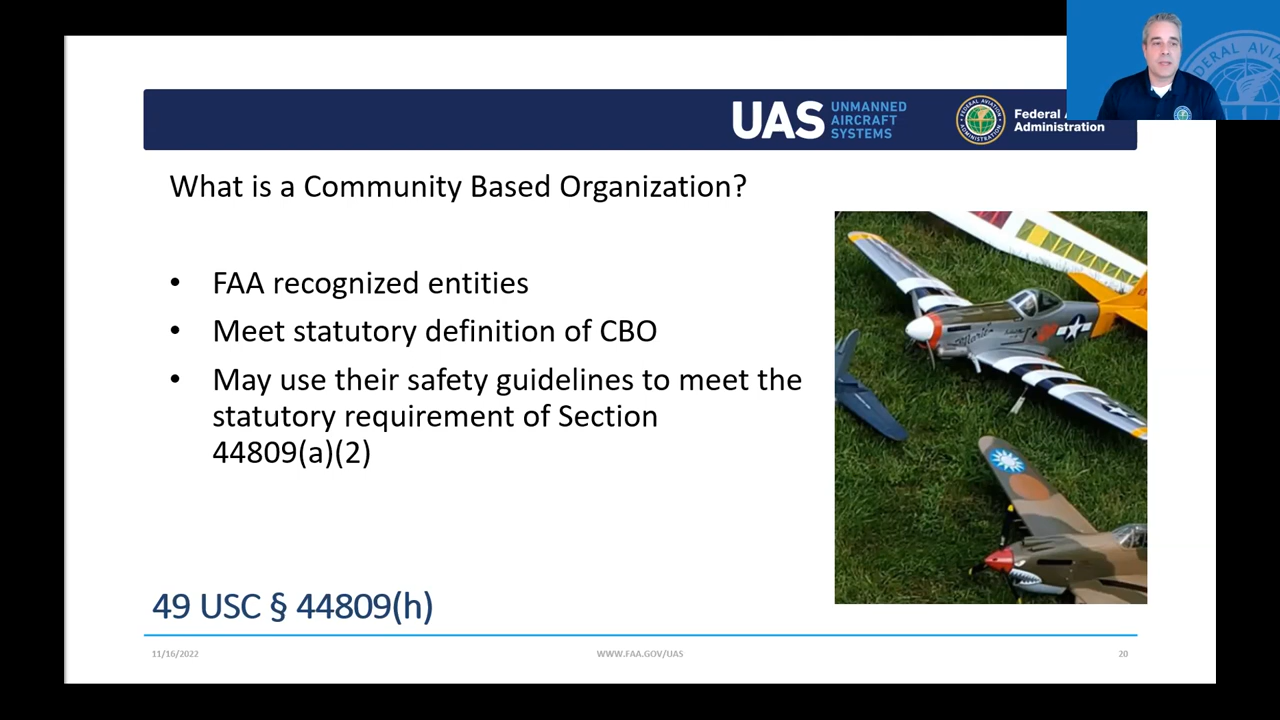 UAS UNMANNED
AIRCRAFT
SYSTEMS
Federal
Administration
FEDERAL AVIA
What is a Community Based Organization?
• FAA recognized entities
• Meet statutory definition of CBO
• May use their safety guidelines to meet the
statutory requirement of Section
44809(a)(2)
49 USC § 44809(h)
11/16/2022
WWW.FAA.GOV/UAS
20